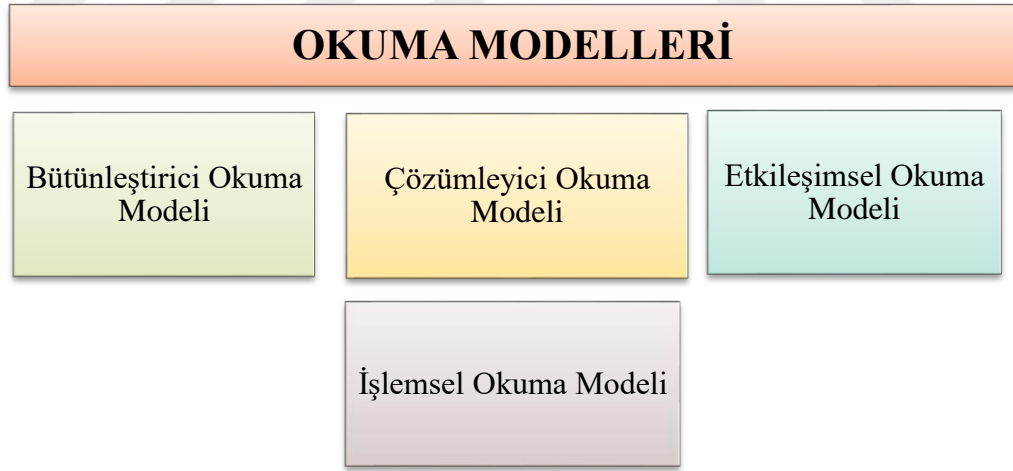 OKUMA MODELLERİ
Bütünleştirici Okuma
Modeli
Çözümleyici Okuma
Modeli
Etkileşimsel Okuma
Modeli
İşlemsel Okuma Modeli